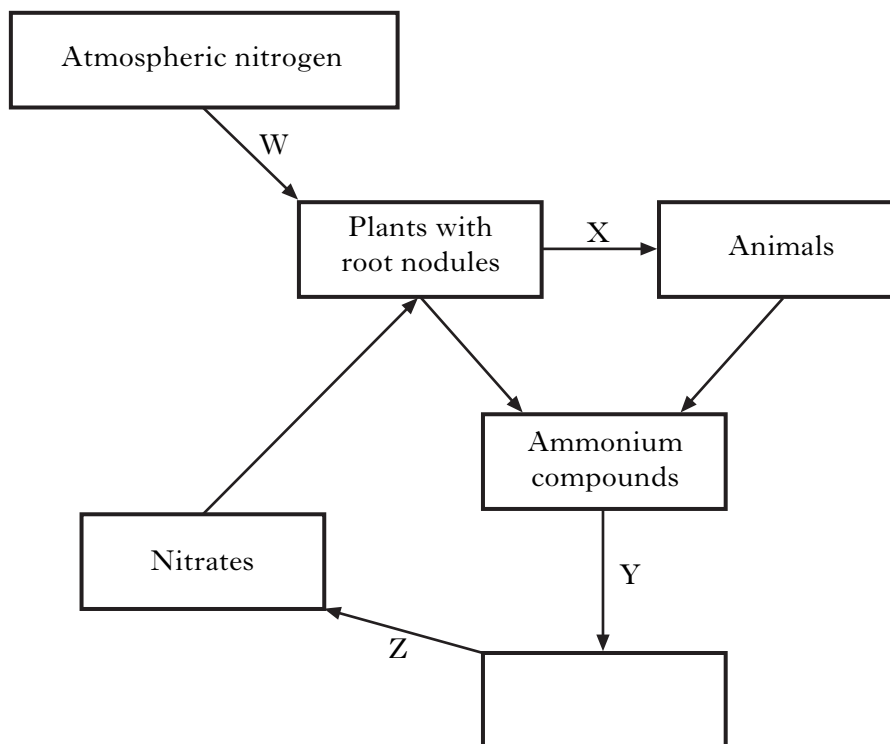 Atmospheric nitrogen
W
Plants with
root nodules
X
Animals
Ammonium
compounds
Nitrates
Y
Z